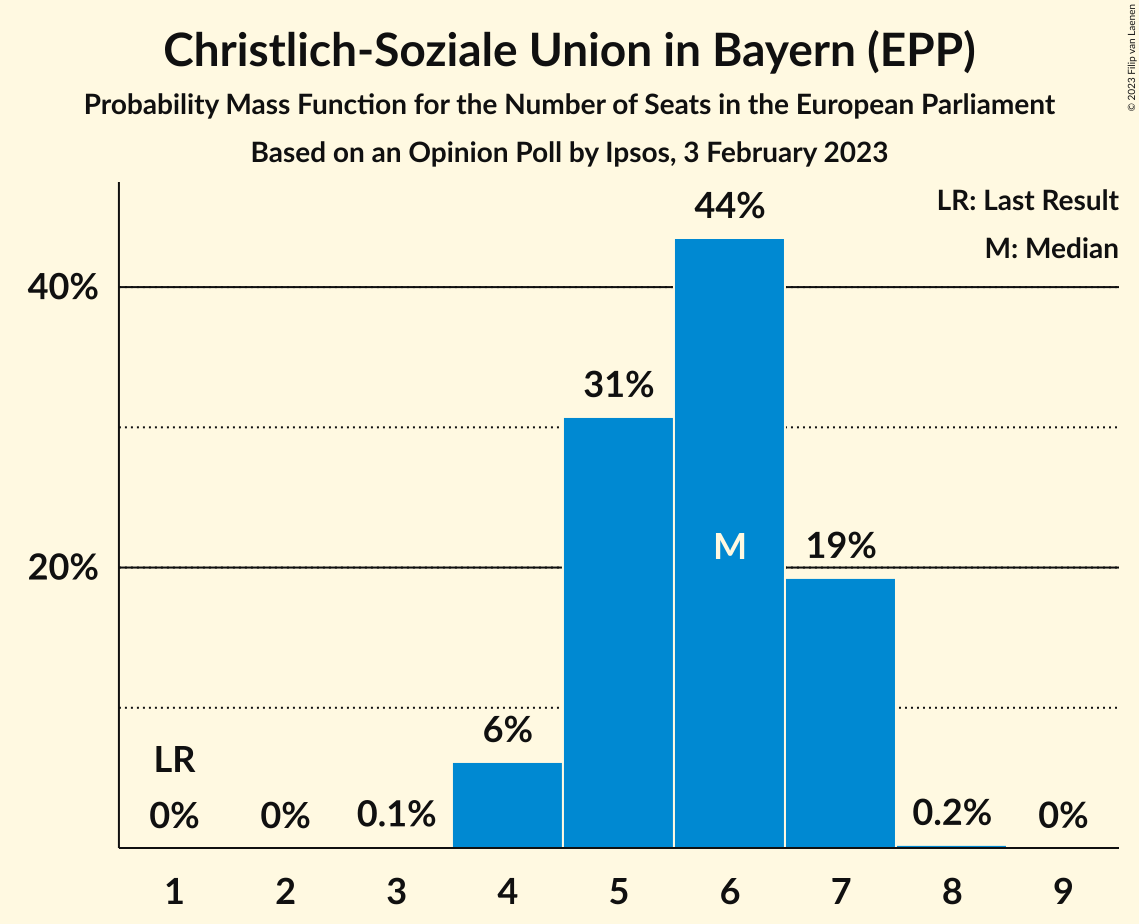 Christlich-Soziale Union in Bayern (EPP)
Probability Mass Function for the Number of Seats in the European Parliament
Based on an Opinion Poll by Ipsos, 3 February 2023
© 2023 Filip van Laenen
LR: Last Result
M: Median
44%
40%
31%
M
19%
20%
6%
LR
0%
0%
0.1%
0.2%
0%
1 2 3 4 5 6 7 8 9